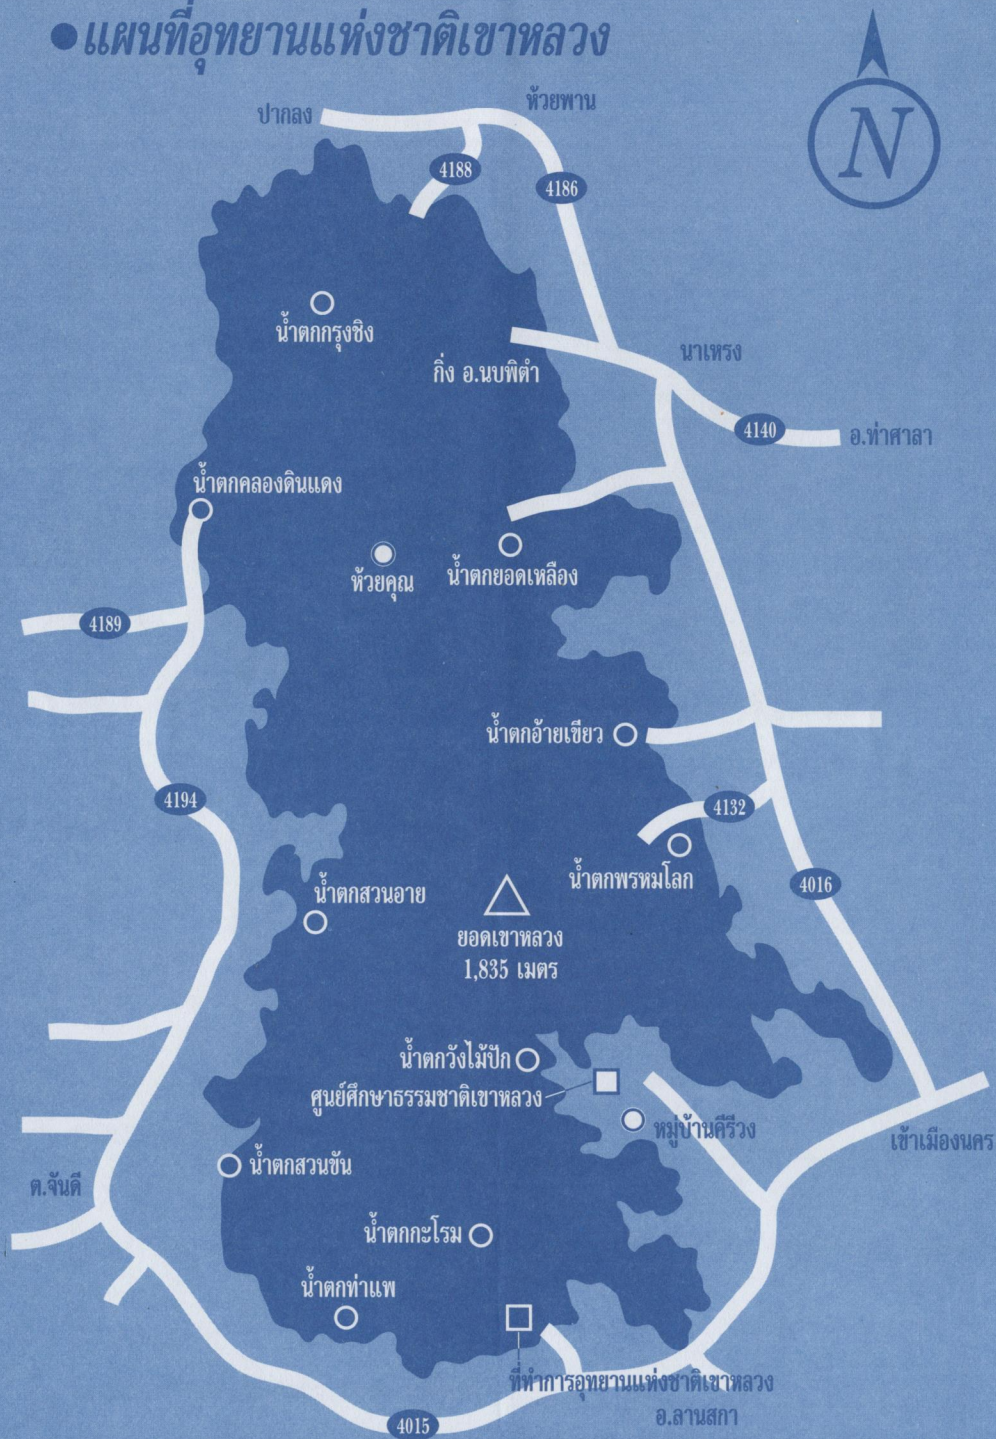 ● แผนที่อุทยานแห่งชาติเขาหลวง
N
ห้วยพาน
ปากลง
4188
4186
น้ำตกกรุงชิง
นาเหรง
กิ่ง อ.นบพิตำ
4140
อ.ท่าศาลา
น้ำตกคลองดินแดง
ห้วยคุณ
น้ำตกยอดเหลือง
4189
น้ำตกอ้ายเขียว
4194
4132
น้ำตกพรหมโลก
4016
น้ำตกสวนอาย
ยอดเขาหลวง
1,835 เมตร
น้ำตกวังไม้ปัก
ศูนย์ศึกษาธรรมชาติเขาหลวง
หมู่บ้านคีรีวง
เข้าเมืองนคร
น้ำตกสวนขัน
ต.จันดี
น้ำตกกะโรม
น้ำตกท่าแพ
ที่ทำการอุทยานแห่งชาติเขาหลวง
อ.ลานสกา
4015